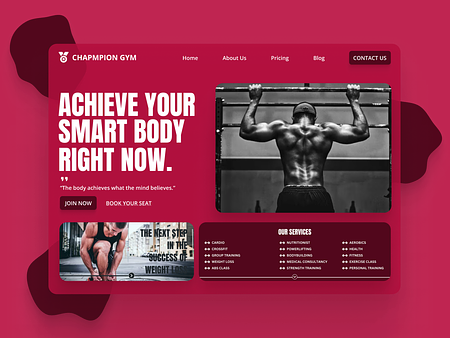 CHAPMPION GYM
Home
About Us
Pricing
Blog
CONTACT US
ACHIEVE YOUR
SMART BODY
RIGHT NOW.
"The body achieves what the mind believes."
JOIN NOW
BOOK YOUR SEAT
THE NEXT STEP
IN THE
SUCCESS OF
WEIGHT LOSS
OUR SERVICES
CARDIO
CROSSFIT
GROUP TRAINING
WEIGHT LOSS
ABS CLASS
NUTRITIONIST
POWERLIFTING
BODYBUILDING
MEDICAL CONSULTANCY
STRENGTH TRAINING
AEROBICS
HEALTH
FITNESS
EXERCISE CLASS
PERSONAL TRAINING